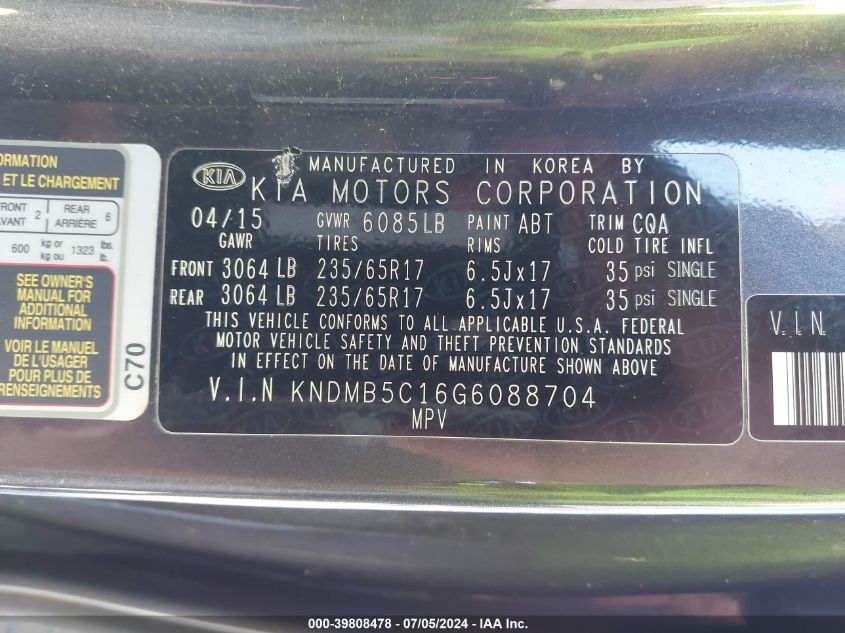 ORMATION
ET LE CHARGEMENT
FRONT 2 REAR 6
AVANT ARRIÈRE
600 kg or 1323 lbs.
kg ou lb.
SEE OWNER'S
MANUAL FOR
ADDITIONAL
INFORMATION
VOIR LE MANUEL
DE L'USAGER
POUR PLUS DE
RENSEIGNEMENTS
C70
KIA
MANUFACTURED IN KOREA BY
KIA MOTORS CORPORATION
04/15 GVWR 6085LB PAINT ABT TRIM CQA
GAWR TIRES RIMS COLD TIRE INFL
FRONT 3064 LB 235/65R17 6.5Jx17 35 psi SINGLE
REAR 3064 LB 235/65R17 6.5Jx17 35 psi SINGLE
THIS VEHICLE CONFORMS TO ALL APPLICABLE U.S.A. FEDERAL
MOTOR VEHICLE SAFETY AND THEFT PREVENTION STANDARDS
IN EFFECT ON THE DATE OF MANUFACTURE SHOWN ABOVE
V.I.N KNDMB5C16G6088704
MPV
V.I.N
000-39808478 - 07/05/2024 - IAA Inc.